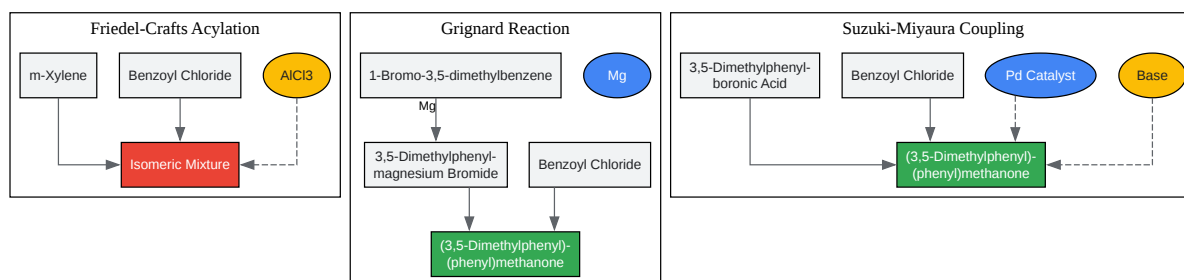 Friedel-Crafts Acylation
m-Xylene
Benzoyl Chloride
AlCl3
Isomeric Mixture
Grignard Reaction
1-Bromo-3,5-dimethylbenzene
Mg
Mg
3,5-Dimethylphenyl-
magnesium Bromide
Benzoyl Chloride
(3,5-Dimethylphenyl)-
(phenyl)methanone
Suzuki-Miyaura Coupling
3,5-Dimethylphenyl-
boronic Acid
Benzoyl Chloride
Pd Catalyst
Base
(3,5-Dimethylphenyl)-
(phenyl)methanone